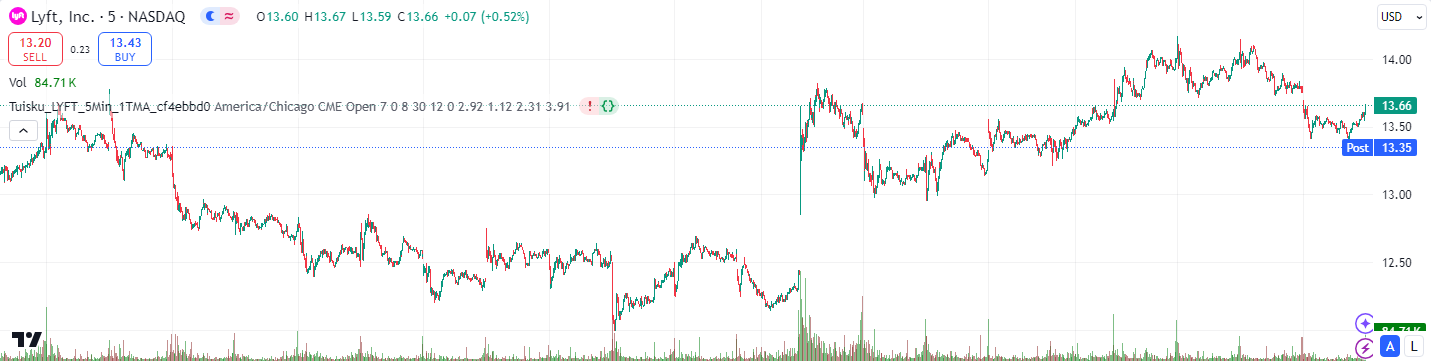 Lyft, Inc. · 5 · NASDAQ O13.60 H13.67 L13.59 C13.66 +0.07 (+0.52%)
USD
13.20 0.23 13.43
SELL BUY
14.00
Vol 84.71 K
Tuisku_LYFT_5Min_1TMA_cf4ebbd0 America/Chicago CME Open 7 0 8 30 12 0 2.92 1.12 2.31 3.91
13.66
13.50
Post 13.35
13.00
12.50
84.71 K
A L